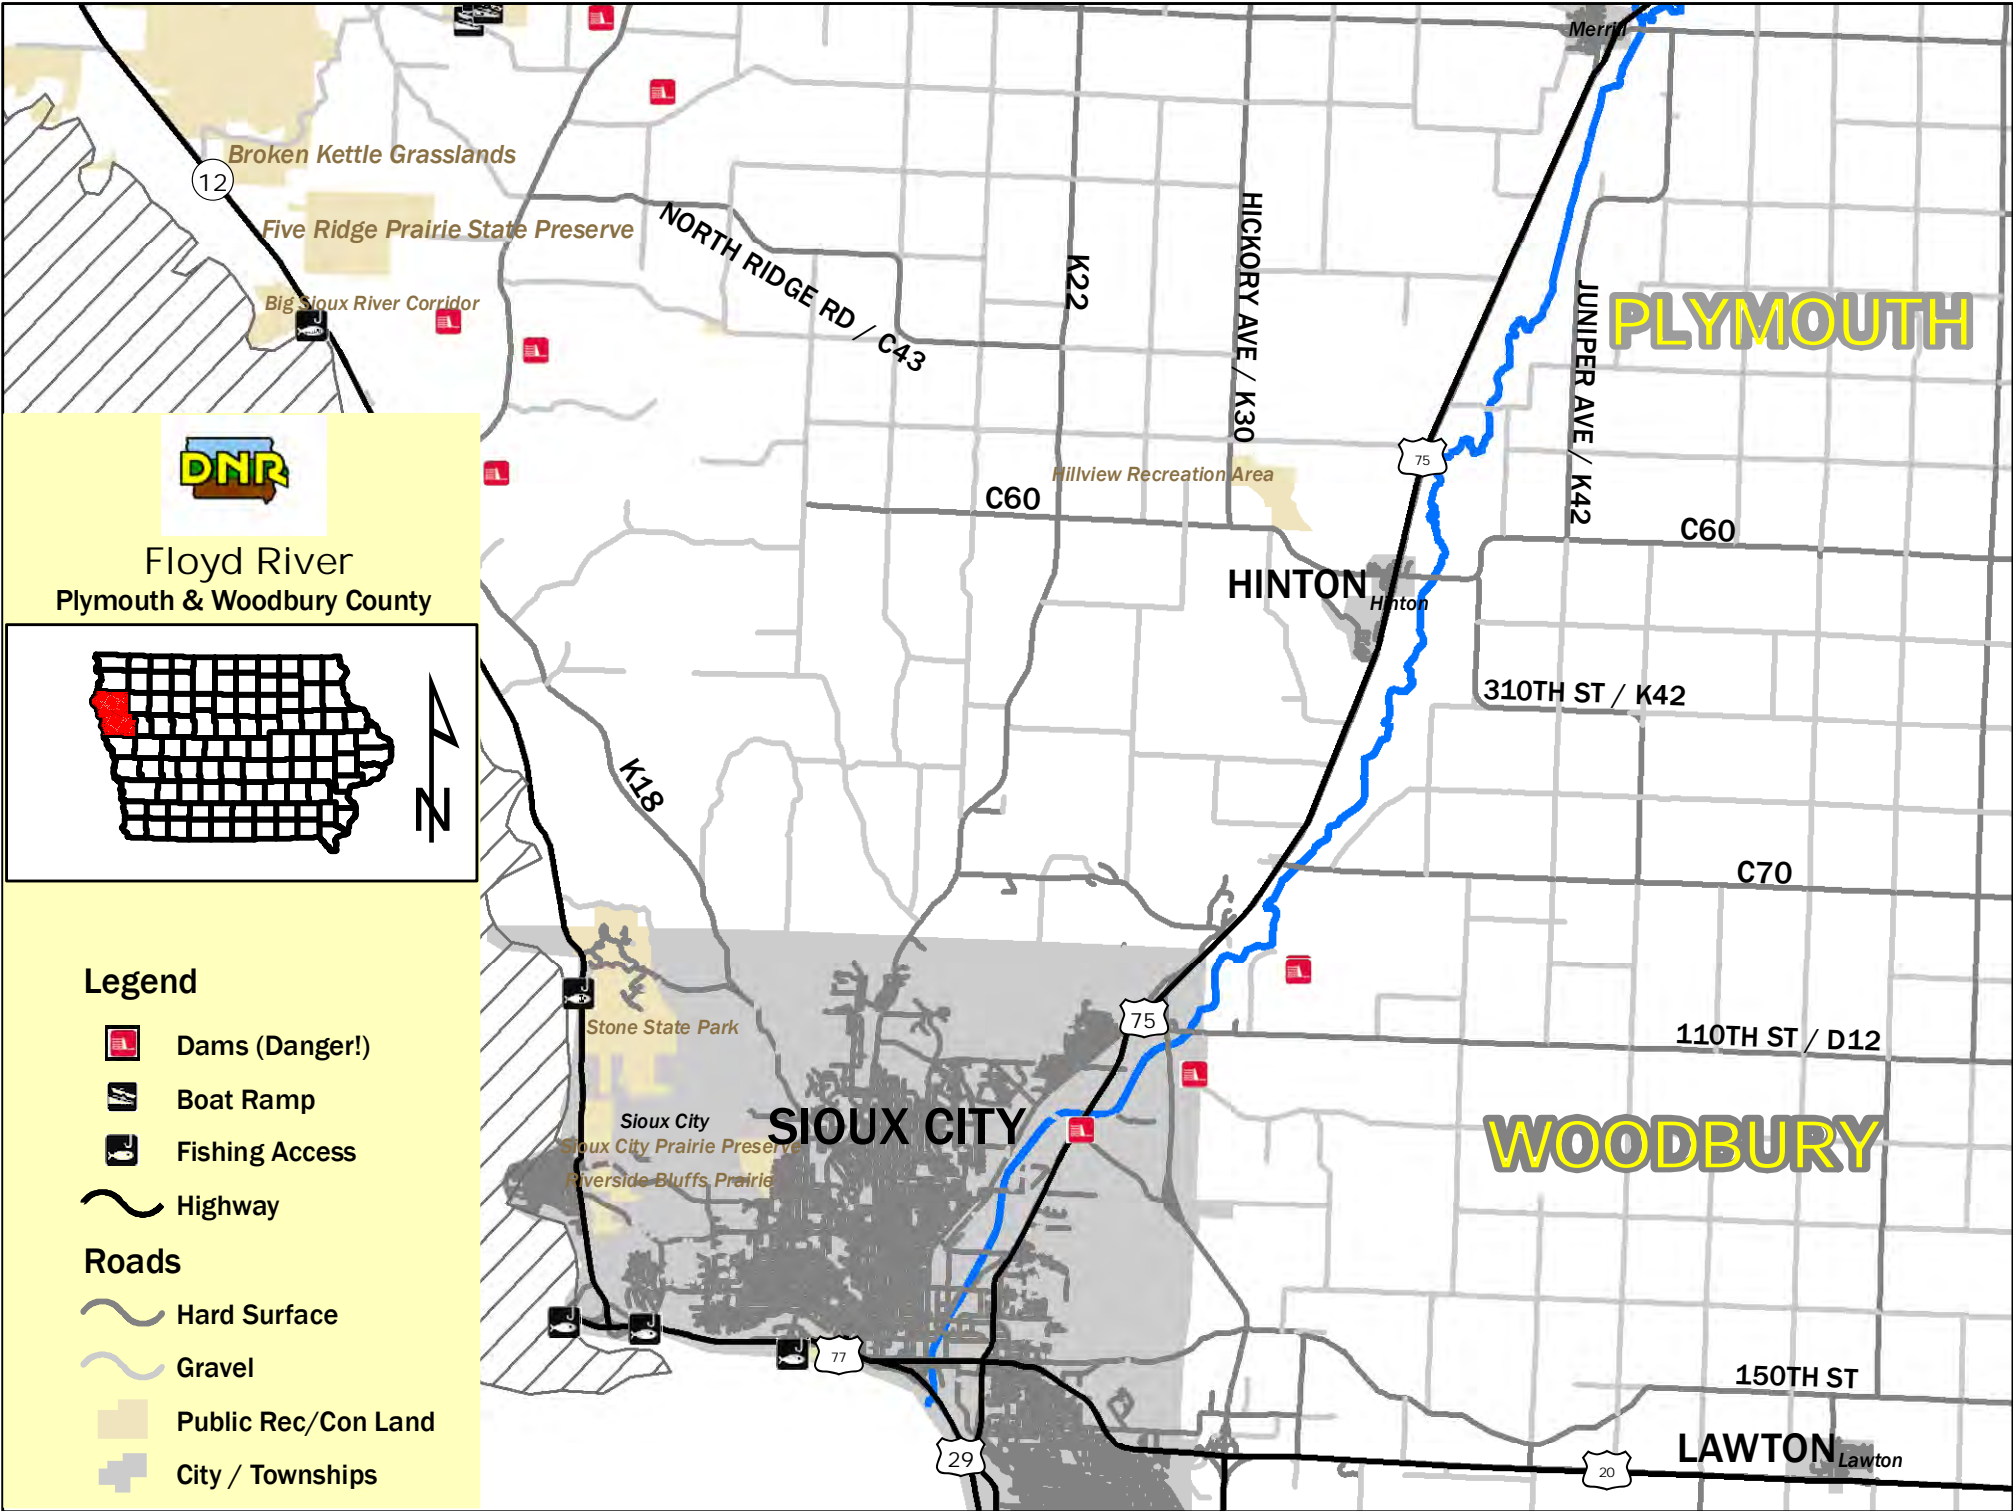 Merrill
Broken Kettle Grasslands
12
Five Ridge Prairie State Preserve
NORTH RIDGE RD / C43
K22
HICKORY AVE / K30
Big Sioux River Corridor
JUNIPER AVE / K42
PLYMOUTH
75
Hillview Recreation Area
C60
C60
HINTON
Hinton
310TH ST / K42
K18
C70
DNR
Floyd River
Plymouth & Woodbury County
N
Legend
Dams (Danger!)
Boat Ramp
Fishing Access
Highway
Roads
Hard Surface
Gravel
Public Rec/Con Land
City / Townships
75
Stone State Park
110TH ST / D12
Sioux City
SIOUX CITY
Sioux City Prairie Preserve
Riverside Bluffs Prairie
WOODBURY
77
150TH ST
29
LAWTON
Lawton
20